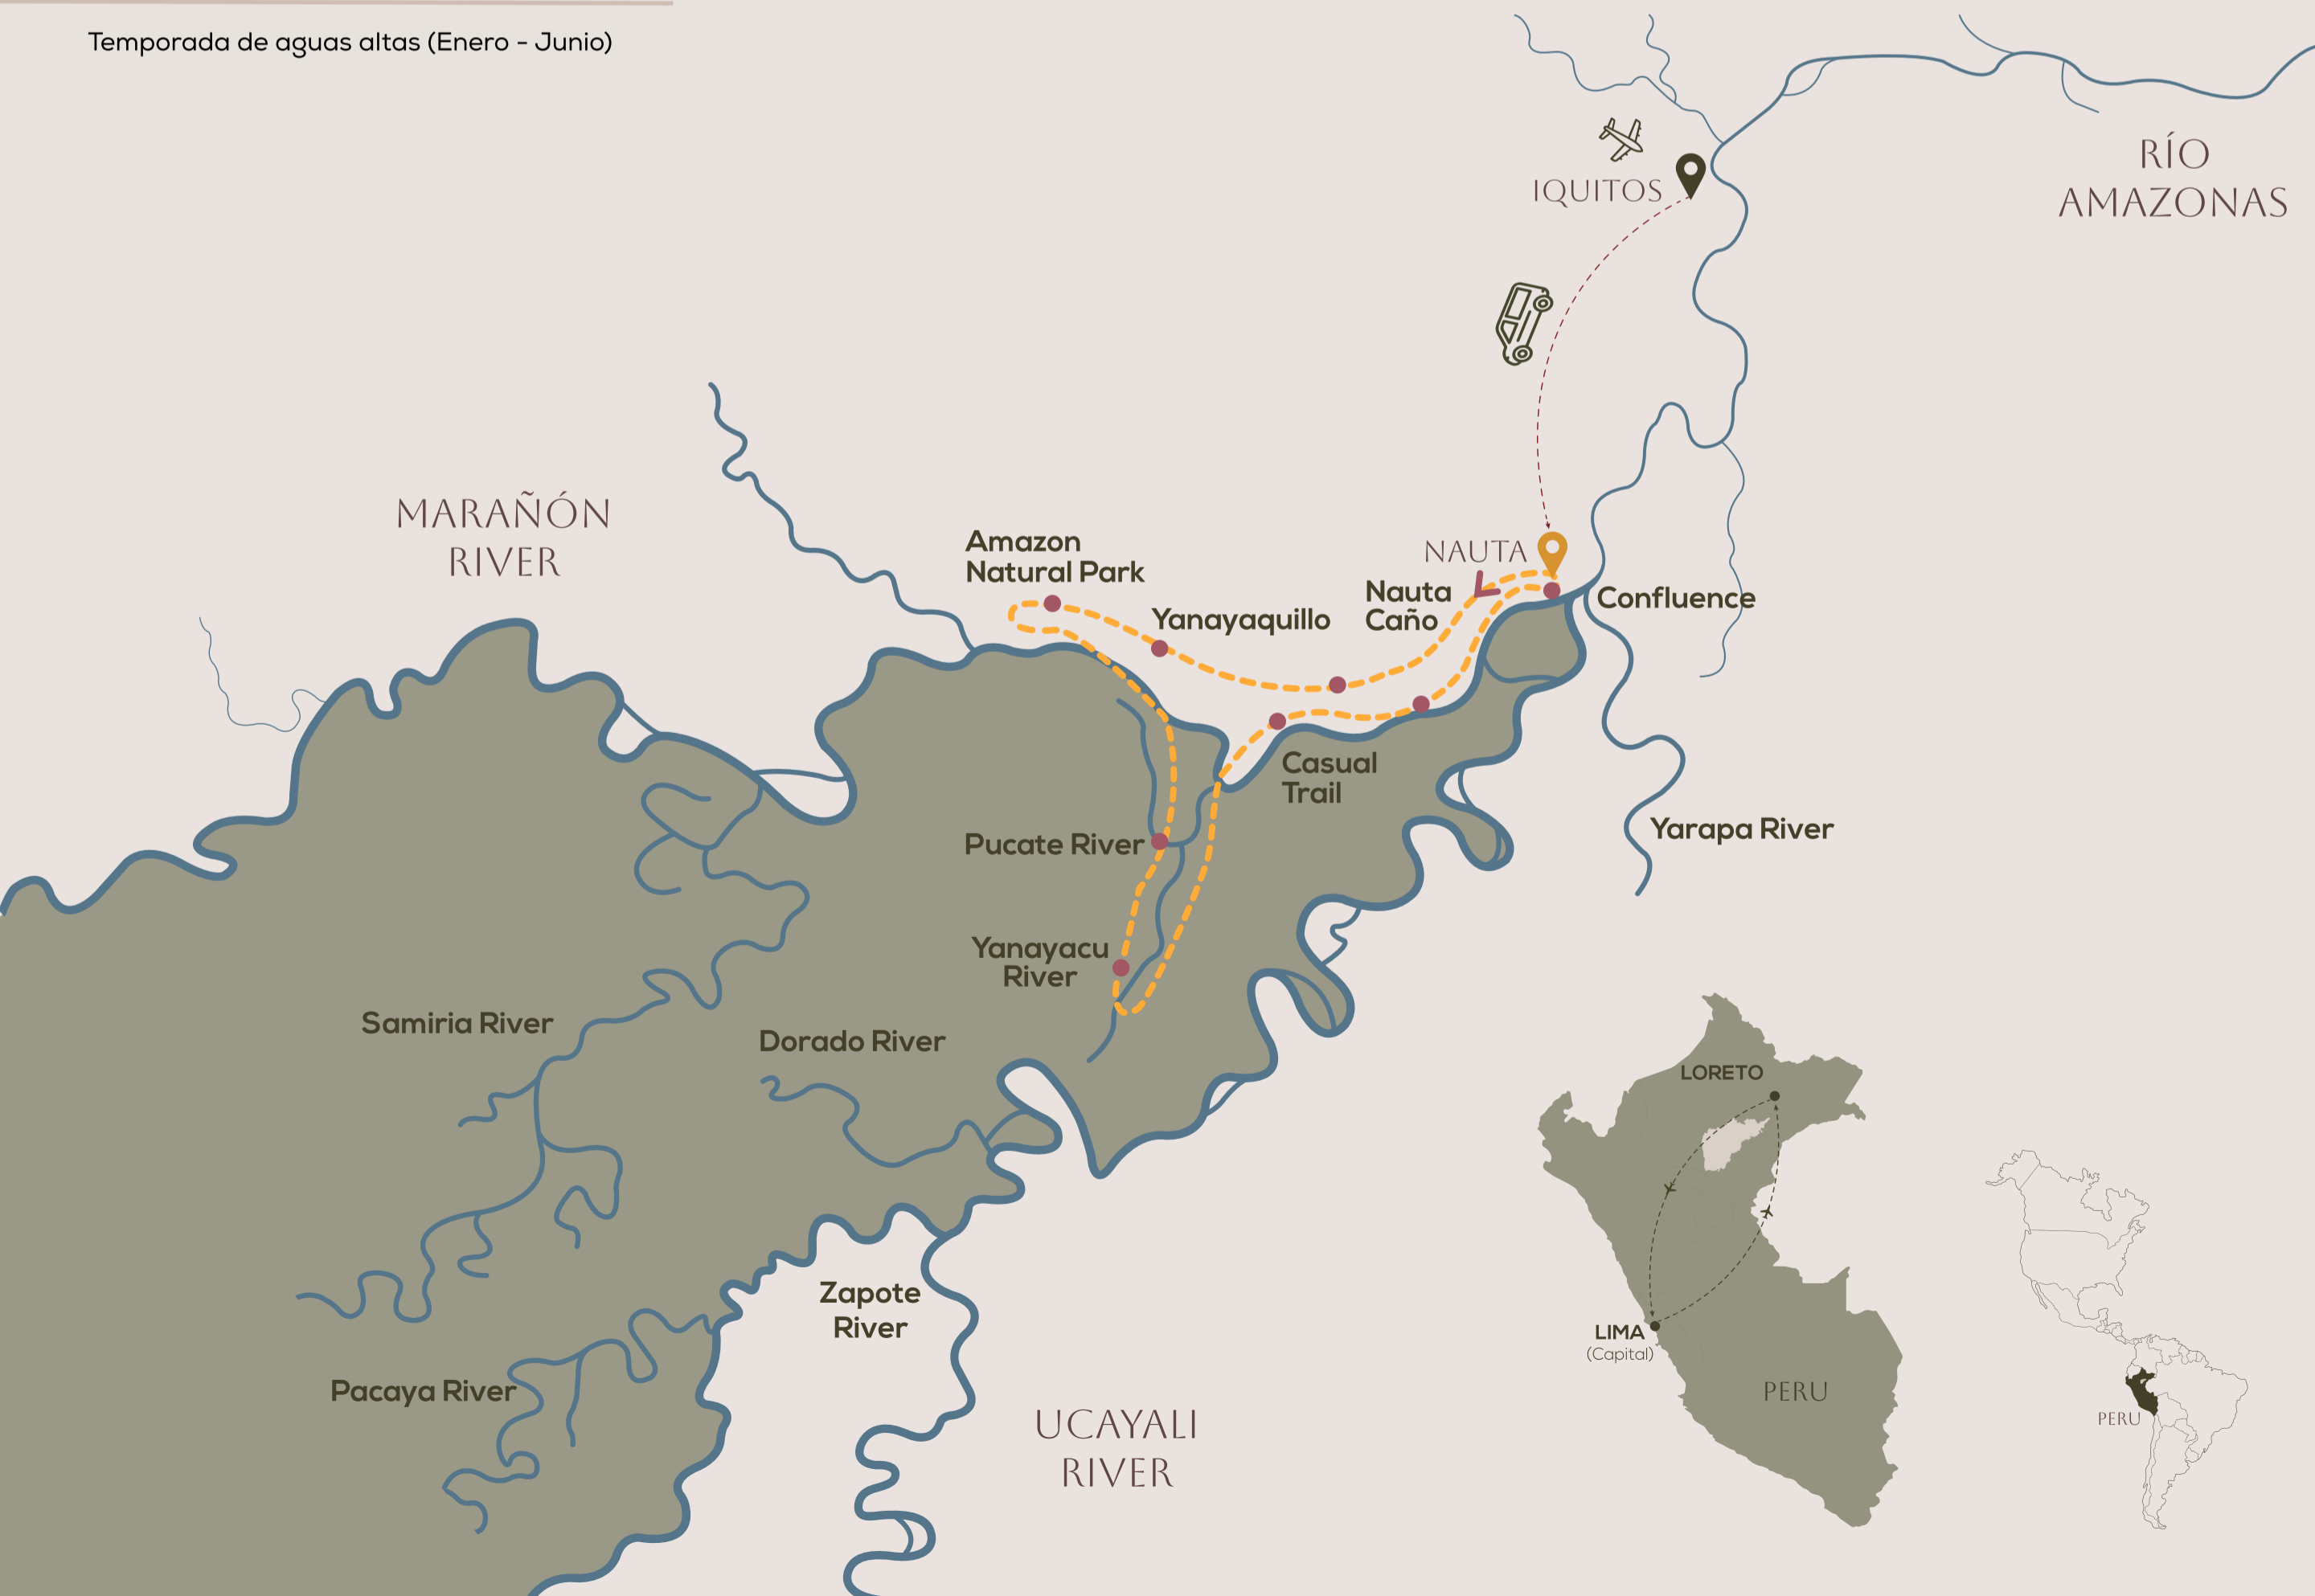 Temporada de aguas altas (Enero - Junio)
RÍO
AMAZONAS
IQUITOS
MARAÑÓN
RIVER
Amazon
Natural Park
NAUTA
Yanayaquillo
Nauta
Caño
Confluence
Casual
Trail
Pucate River
Yarapa River
Yanayacu
River
Samiria River
Dorado River
Zapote
River
Pacaya River
UCAYALI
RIVER
LORETO
LIMA
(Capital)
PERU
PERU